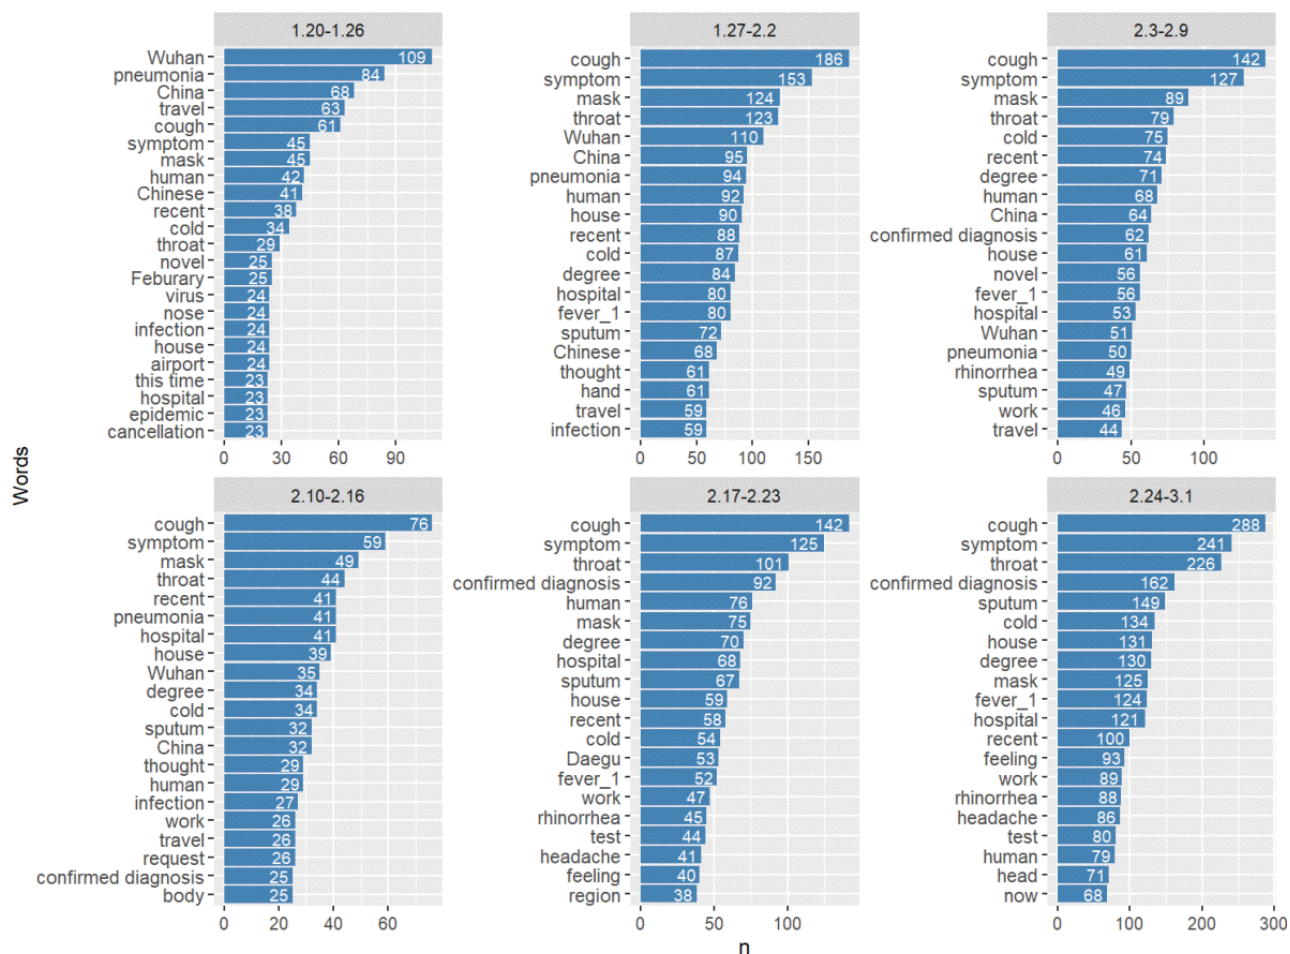 1.20-1.26
Wuhan 109
pneumonia 84
China 68
travel 63
cough 61
symptom 45
mask 45
human 42
Chinese 41
recent 38
cold 34
throat 29
novel 25
Feburary 25
virus 24
nose 24
infection 24
house 24
airport 24
this time 23
hospital 23
epidemic 23
cancellation 23
0 30 60 90
1.27-2.2
cough 186
symptom 153
mask 124
throat 123
Wuhan 110
China 95
pneumonia 94
human 92
house 90
recent 88
cold 87
degree 84
hospital 80
fever_1 80
sputum 72
Chinese 68
thought 61
hand 61
travel 59
infection 59
0 50 100 150
2.3-2.9
cough 142
symptom 127
mask 89
throat 79
cold 75
recent 74
degree 71
human 68
China 64
confirmed diagnosis 62
house 61
novel 56
fever_1 56
hospital 53
Wuhan 51
pneumonia 50
rhinorrhea 49
sputum 47
work 46
travel 44
0 50 100
Words
2.10-2.16
cough 76
symptom 59
mask 49
throat 44
recent 41
pneumonia 41
hospital 41
house 39
Wuhan 35
degree 34
cold 34
sputum 32
China 32
thought 29
human 29
infection 27
work 26
travel 26
request 26
confirmed diagnosis 25
body 25
0 30 60
2.17-2.23
cough 142
symptom 125
throat 101
confirmed diagnosis 92
human 76
mask 75
degree 70
hospital 68
sputum 67
house 59
recent 58
cold 54
Daegu 53
fever_1 52
work 47
rhinorrhea 45
test 44
headache 41
feeling 40
region 38
0 50 100
2.24-3.1
cough 288
symptom 241
throat 226
confirmed diagnosis 162
sputum 149
cold 134
house 131
degree 130
mask 125
fever_1 124
hospital 121
recent 100
feeling 93
work 89
rhinorrhea 88
headache 86
test 80
human 79
head 71
now 68
0 100 200 300
n